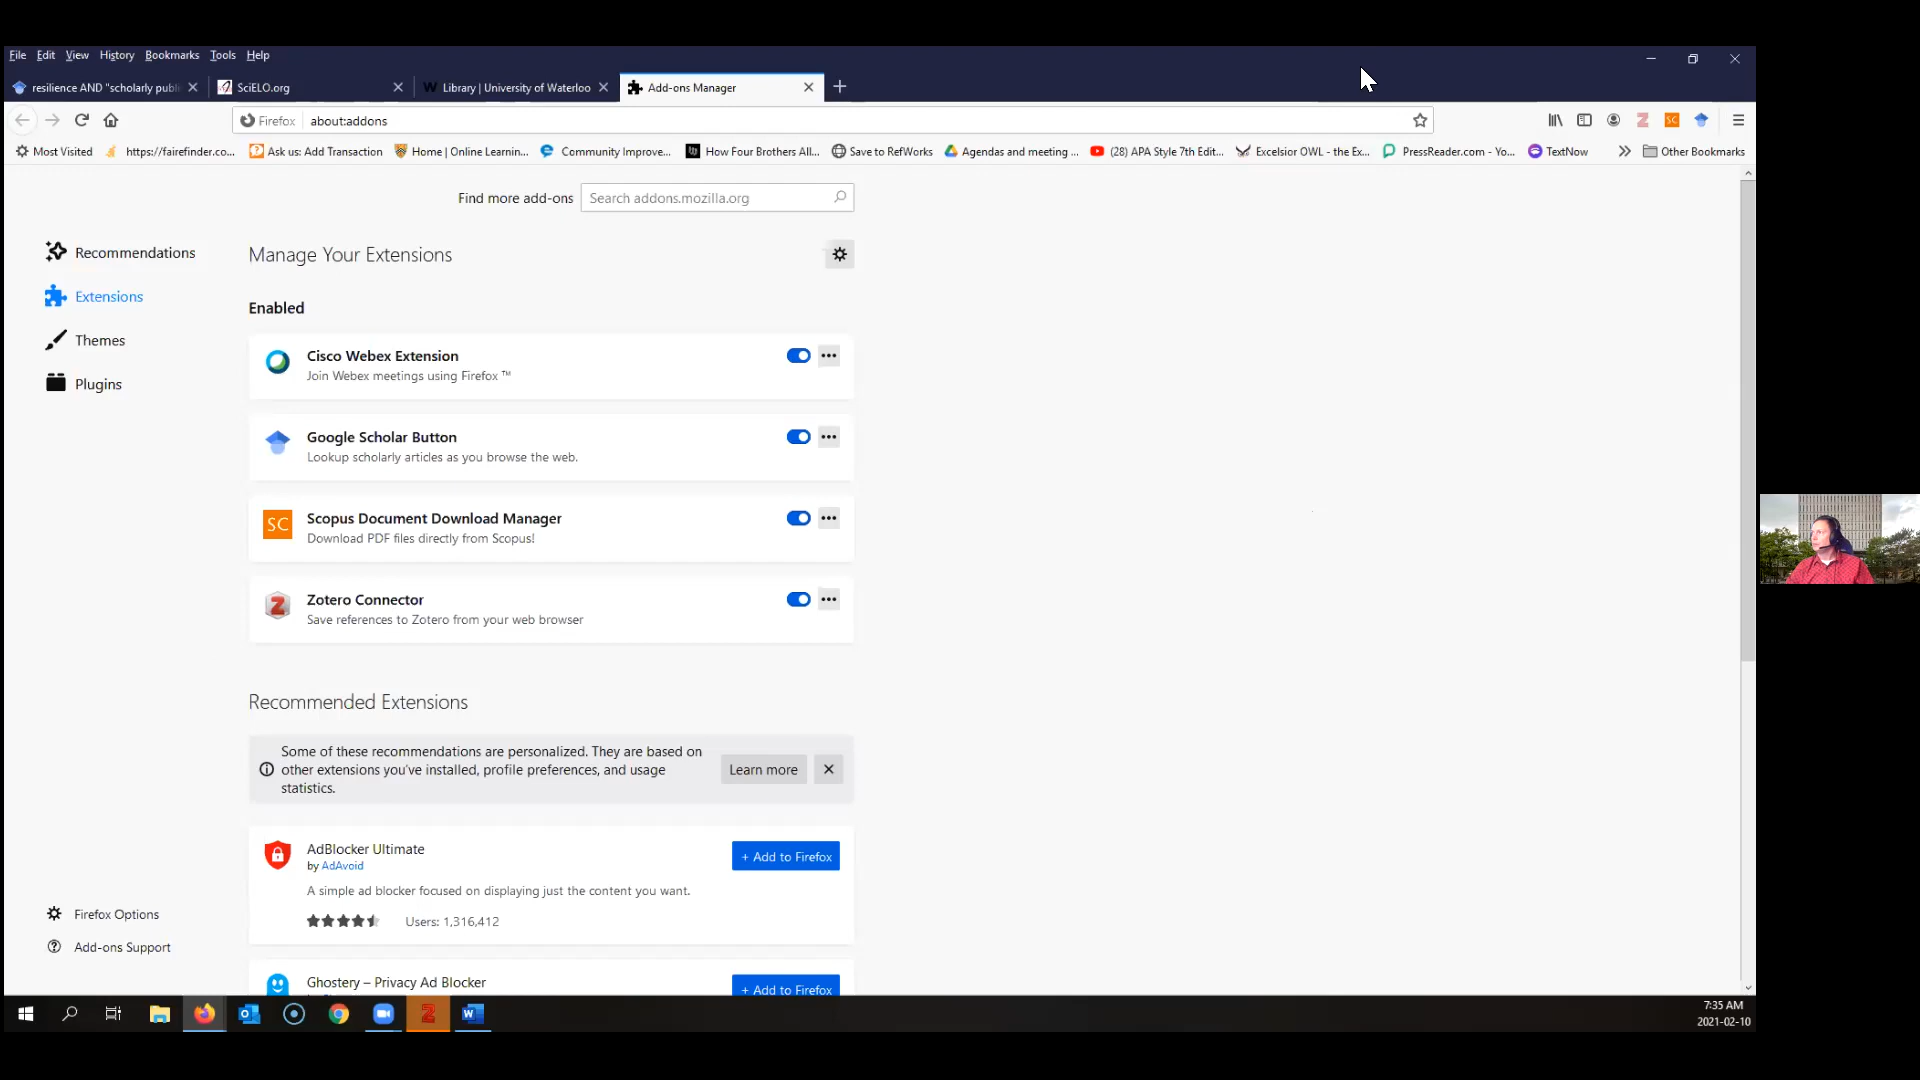 File Edit View History Bookmarks Tools Help
resilience AND "scholarly publi
SciELO.org
Library | University of Waterloo
Add-ons Manager
Firefox about:addons
Most Visited
https://fairefinder.co...
Ask us: Add Transaction
Home | Online Learnin...
Community Improve...
How Four Brothers All...
Save to RefWorks
Agendas and meeting ...
(28) APA Style 7th Edit...
Excelsior OWL - the Ex...
PressReader.com - Yo...
TextNow
Other Bookmarks
Find more add-ons Search addons.mozilla.org
Recommendations
Extensions
Themes
Plugins
Manage Your Extensions
Enabled
Cisco Webex Extension
Join Webex meetings using Firefox ™
Google Scholar Button
Lookup scholarly articles as you browse the web.
SC
Scopus Document Download Manager
Download PDF files directly from Scopus!
Z
Zotero Connector
Save references to Zotero from your web browser
Recommended Extensions
Some of these recommendations are personalized. They are based on
other extensions you've installed, profile preferences, and usage
statistics.
Learn more
AdBlocker Ultimate
by AdAvoid
A simple ad blocker focused on displaying just the content you want.
Users: 1,316,412
+ Add to Firefox
Ghostery – Privacy Ad Blocker
+ Add to Firefox
Firefox Options
Add-ons Support
7:35 AM
2021-02-10